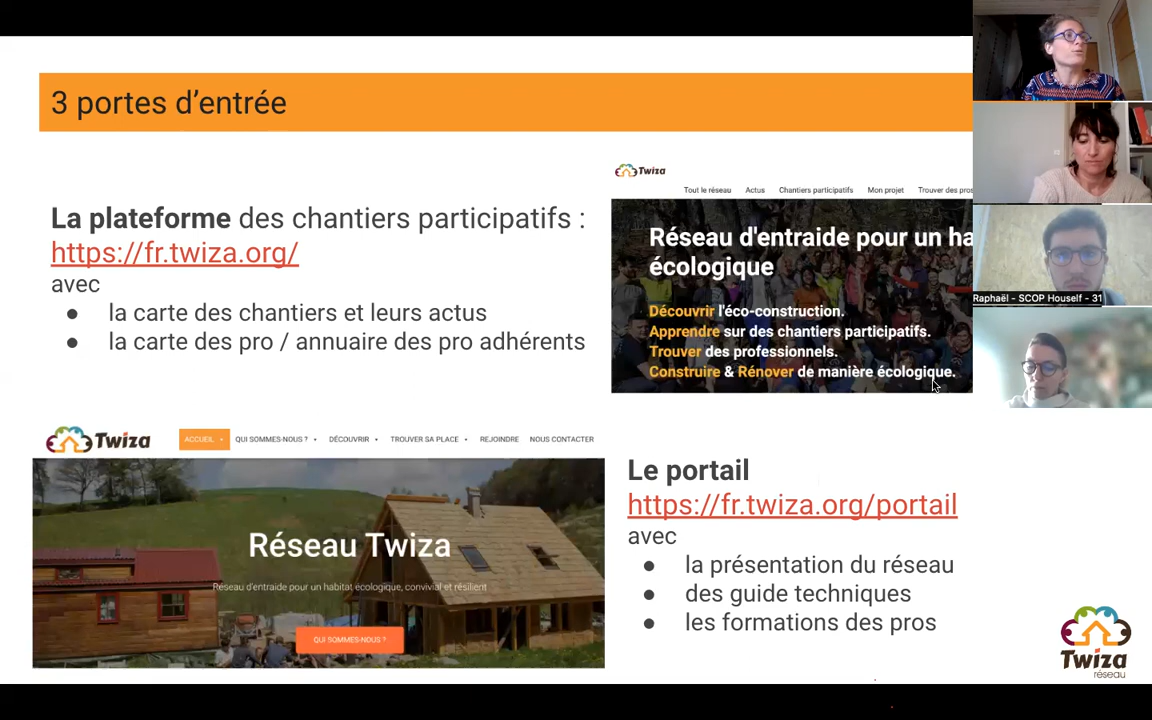 3 portes d'entrée
La plateforme des chantiers participatifs :
https://fr.twiza.org/
avec
● la carte des chantiers et leurs actus
● la carte des pro / annuaire des pro adhérents
Twiza
Tout le réseau Actus Chantiers participatifs Mon projet Trouver des pros
Réseau d'entraide pour un ha
écologique
Découvrir l'éco-construction.
Apprendre sur des chantiers participatifs.
Trouver des professionnels.
Construire & Rénover de manière écologique.
Raphaël - SCOP Houself - 31
Twiza
ACCUEIL QUI SOMMES-NOUS ? DÉCOUVRIR TROUVER SA PLACE REJOINDRE NOUS CONTACTER
Réseau Twiza
Réseau d'entraide pour un habitat écologique, convivial et résilient
QUI SOMMES-NOUS ?
Le portail
https://fr.twiza.org/portail
avec
● la présentation du réseau
● des guide techniques
● les formations des pros
Twiza
réseau